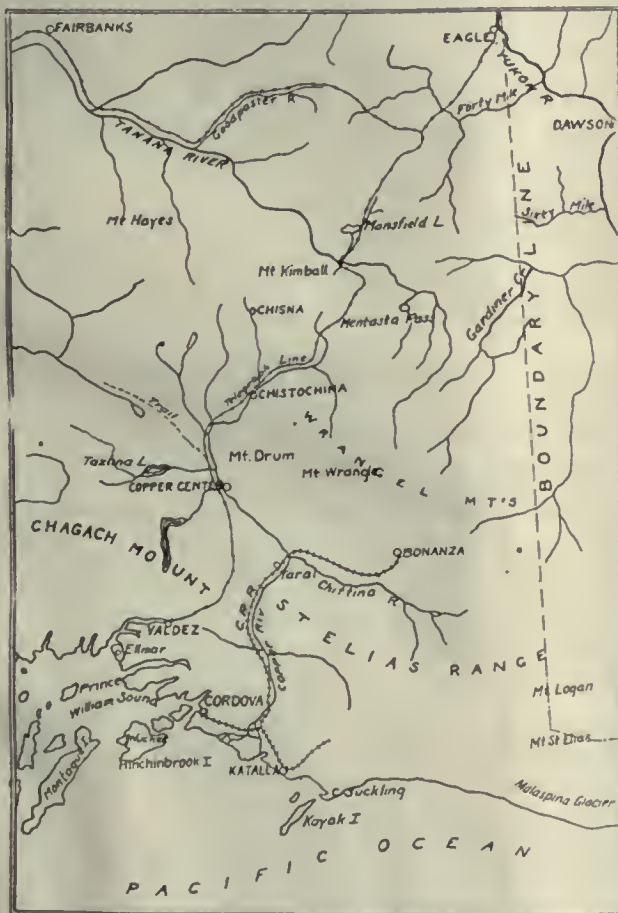 FAIRBANKS
EAGLE
YUKON R
Goodpaster R
Forty Mile
TANANA RIVER
DAWSON
Sixty Mile
Mt Hayes
Mansfield L
Mt Kimball
Gardiner Ck
BOUNDARY LINE
CHISNA
Mentasta Pass
Telegraph Line
CHISTOCHINA
Trail
WRANGEL MT'S
Mt. Drum
Mt Wrangel
Tazlina L
COPPER CENTER
CHAGACH MOUNT
BONANZA
Taral
Chittina R
C.R.R.
COPPER RIV
ST ELIAS RANGE
VALDEZ
Ellmar
Prince
William Sound
CORDOVA
Mt. Logan
Mt St Elias
Hinchinbrook I
Montague I
KATALLA
C Suckling
Malaspina Glacier
Kayak I
PACIFIC OCEAN